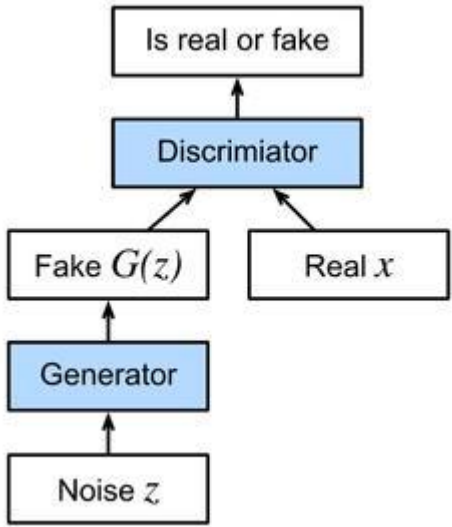 Is real or fake
Discrimiator
Fake G(z)
Real x
Generator
Noise z